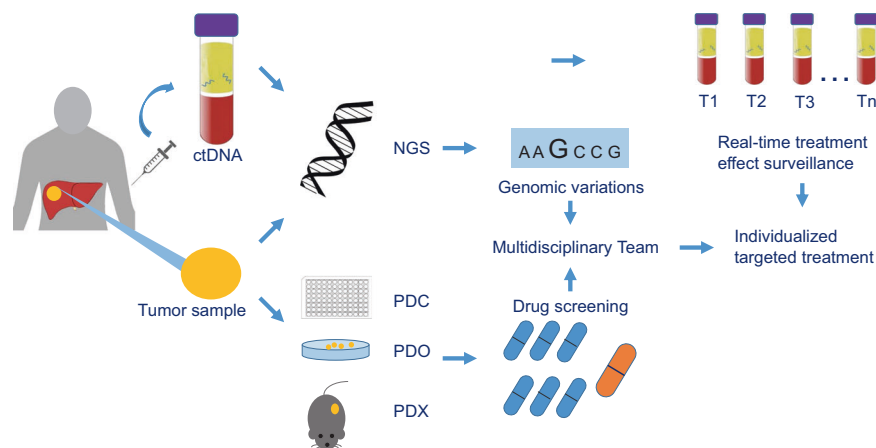 T1 T2 T3 ... Tn
ctDNA
NGS
AAGCCG
Real-time treatment
effect surveillance
Genomic variations
Multidisciplinary Team
Individualized
targeted treatment
Tumor sample
PDC
Drug screening
PDO
PDX